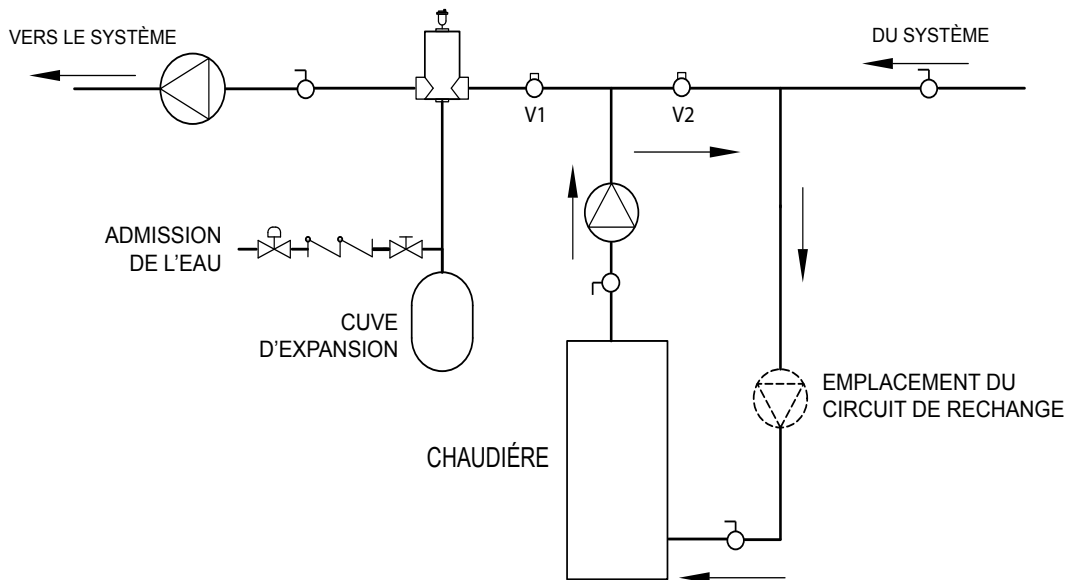 VERS LE SYSTÈME
DU SYSTÈME
V1
V2
ADMISSION
DE L'EAU
CUVE
D'EXPANSION
EMPLACEMENT DU
CIRCUIT DE RECHANGE
CHAUDIÉRE